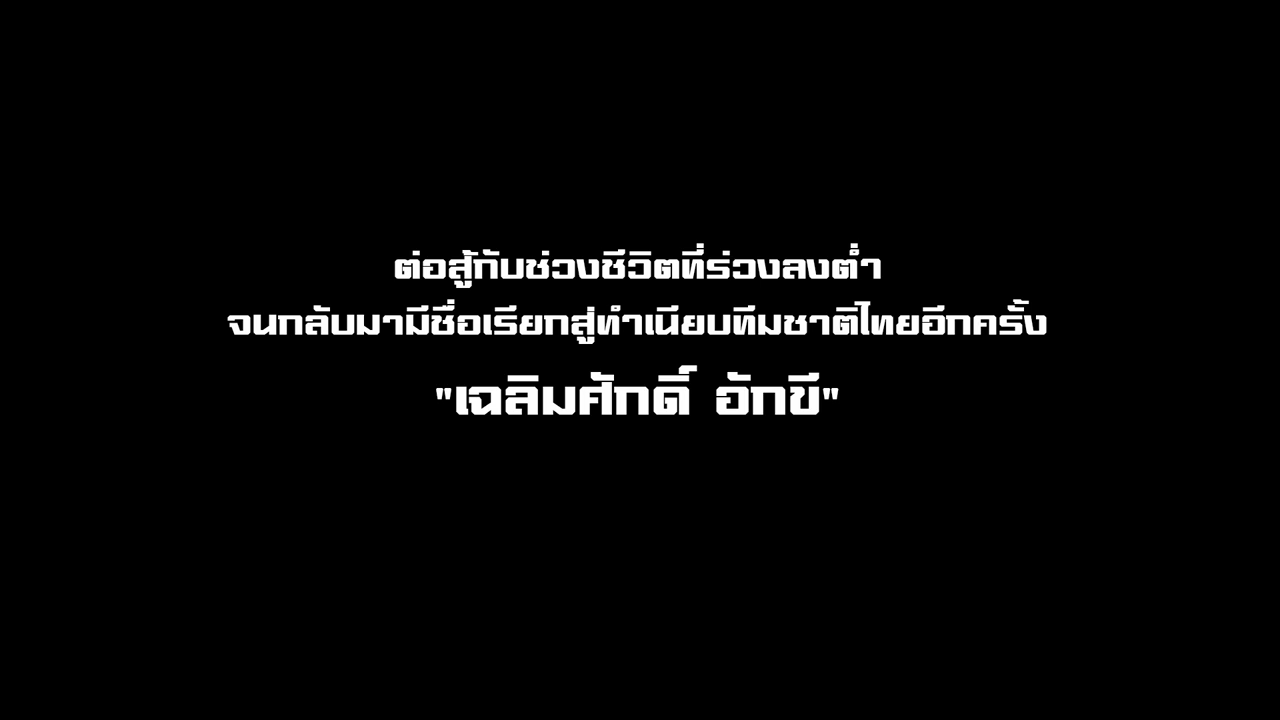 ต่อสู้กับช่วงชีวิตที่ร่วงลงต่ำ
จนกลับมามีชื่อเรียกสู่ทำเนียบทีมชาติไทยอีกครั้ง
"เฉลิมศักดิ์ อักขี"